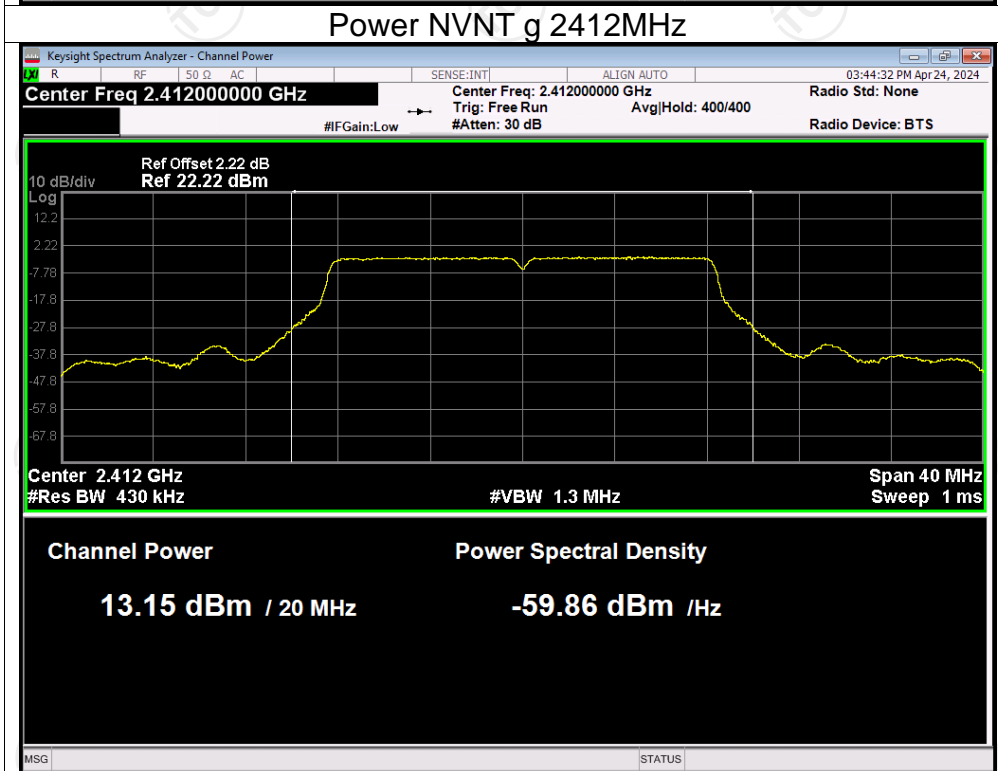 Power NVNT g 2412MHz
Keysight Spectrum Analyzer - Channel Power
LXI R RF 50 Ω AC SENSE:INT ALIGN AUTO 03:44:32 PM Apr 24, 2024
Center Freq 2.412000000 GHz Center Freq: 2.412000000 GHz Radio Std: None
Trig: Free Run Avg|Hold: 400/400
#IFGain:Low #Atten: 30 dB Radio Device: BTS
Ref Offset 2.22 dB
10 dB/div Ref 22.22 dBm
Log
12.2
2.22
-7.78
-17.8
-27.8
-37.8
-47.8
-57.8
-67.8
Center 2.412 GHz Span 40 MHz
#Res BW 430 kHz #VBW 1.3 MHz Sweep 1 ms
Channel Power Power Spectral Density
13.15 dBm / 20 MHz -59.86 dBm /Hz
MSG STATUS